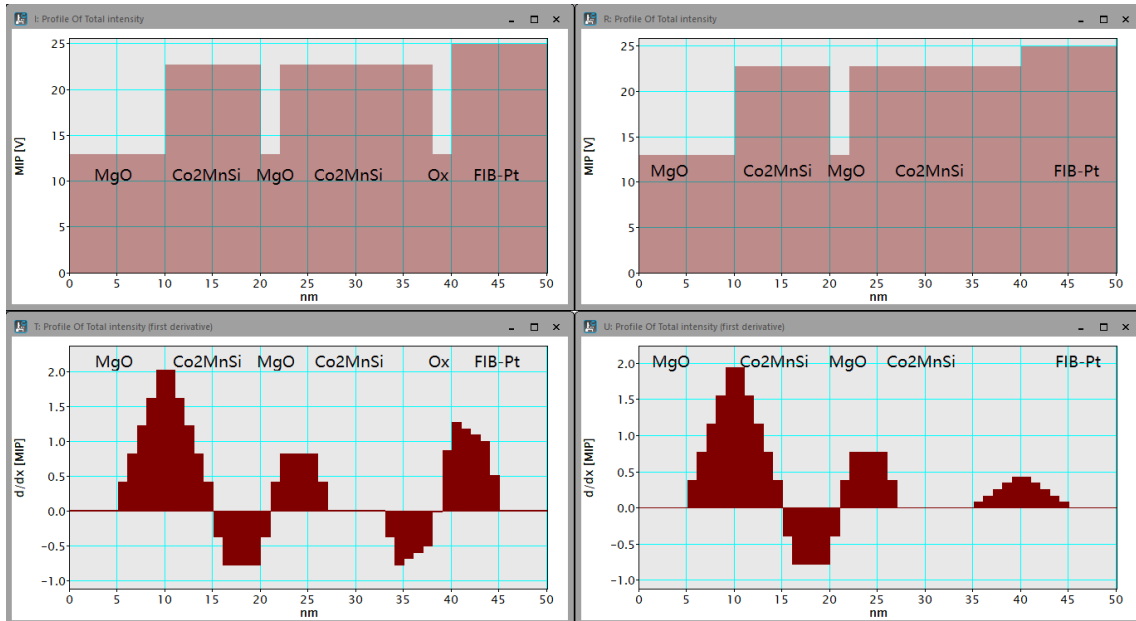 I: Profile Of Total intensity
MIP [V]
25
20
15
10
5
0
MgO Co2MnSi MgO Co2MnSi Ox FIB-Pt
0 5 10 15 20 25 30 35 40 45 50
nm
R: Profile Of Total intensity
MIP [V]
25
20
15
10
5
0
MgO Co2MnSi MgO Co2MnSi FIB-Pt
0 5 10 15 20 25 30 35 40 45 50
nm
T: Profile Of Total intensity (first derivative)
MgO Co2MnSi MgO Co2MnSi Ox FIB-Pt
d/dx [MIP]
2.0
1.5
1.0
0.5
0.0
−0.5
−1.0
0 5 10 15 20 25 30 35 40 45 50
nm
U: Profile Of Total intensity (first derivative)
MgO Co2MnSi MgO Co2MnSi FIB-Pt
d/dx [MIP]
2.0
1.5
1.0
0.5
0.0
−0.5
−1.0
0 5 10 15 20 25 30 35 40 45 50
nm